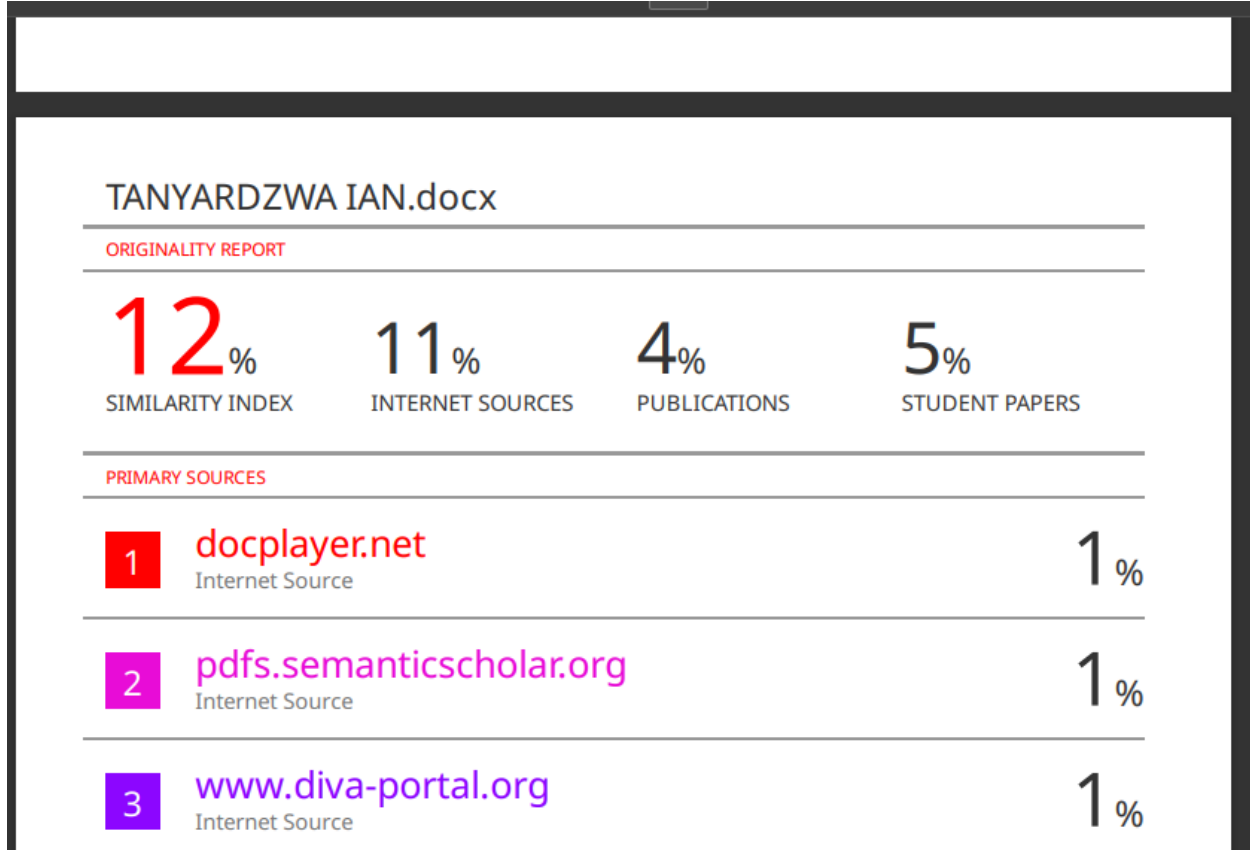 TANYARDZWA IAN.docx
ORIGINALITY REPORT
12% 11% 4% 5%
SIMILARITY INDEX INTERNET SOURCES PUBLICATIONS STUDENT PAPERS
PRIMARY SOURCES
1 docplayer.net 1%
Internet Source
2 pdfs.semanticscholar.org 1%
Internet Source
3 www.diva-portal.org 1%
Internet Source